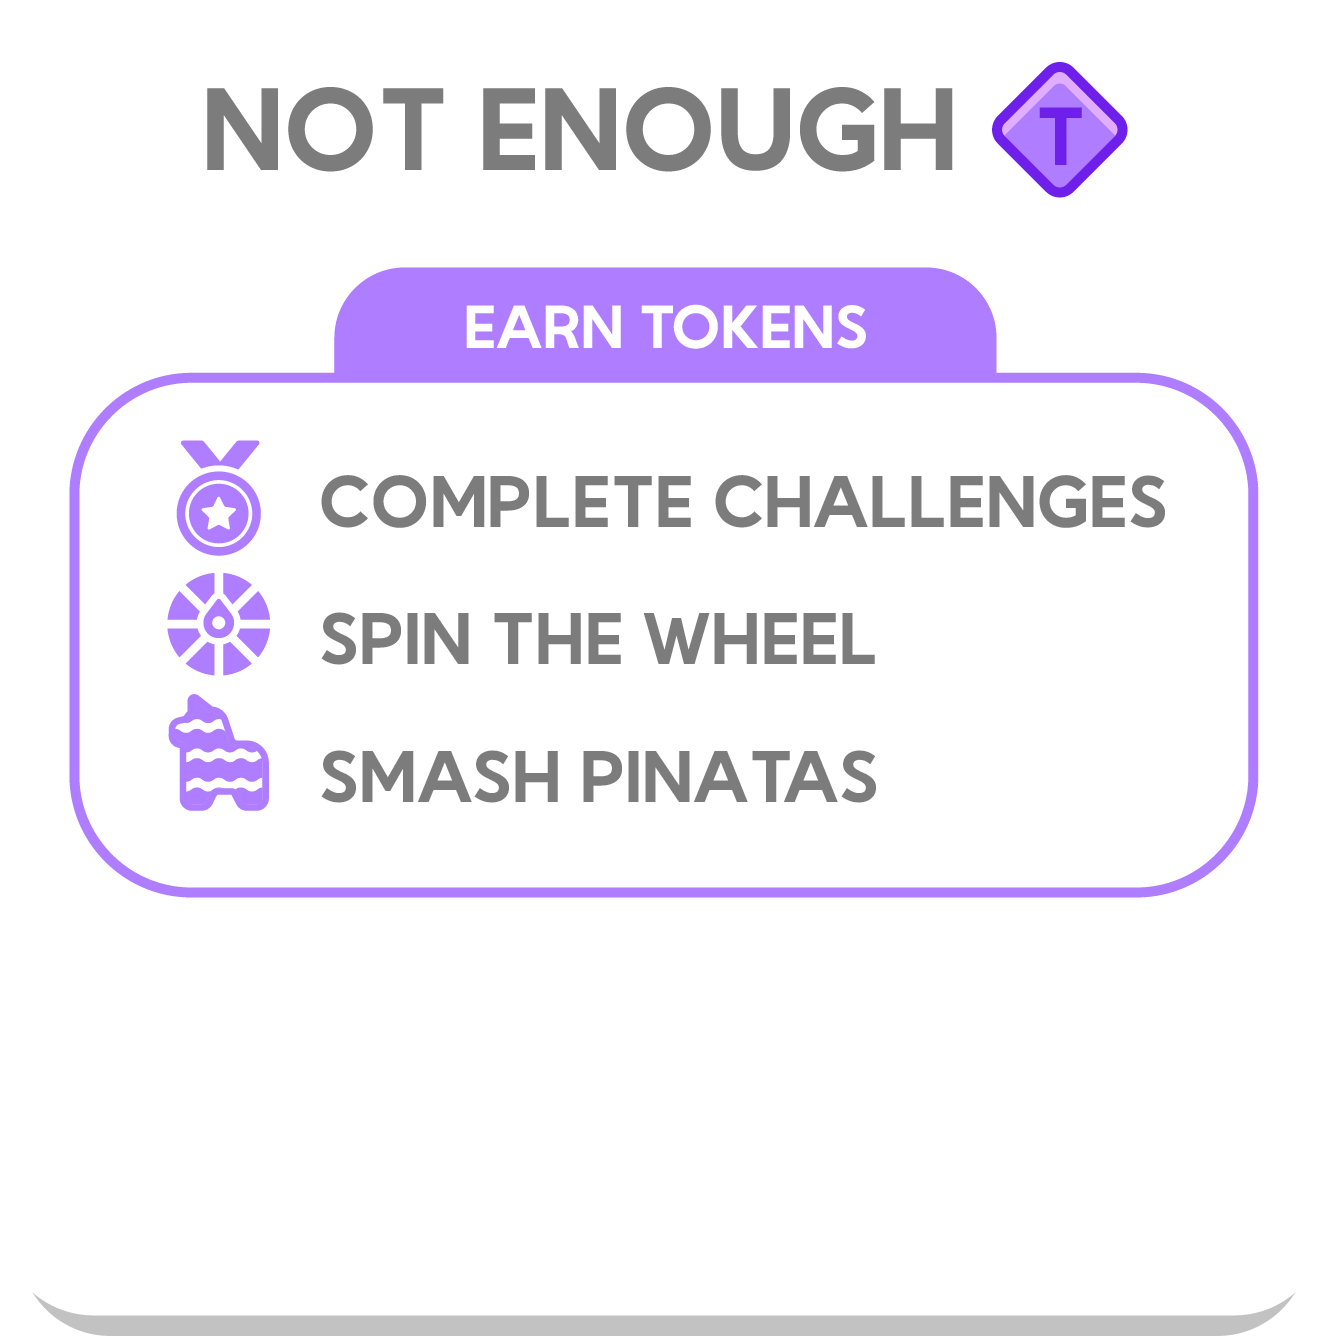 NOT ENOUGH T
EARN TOKENS
COMPLETE CHALLENGES
SPIN THE WHEEL
SMASH PINATAS